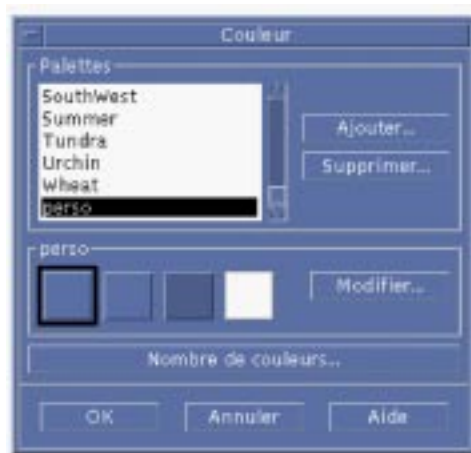 Couleur
Palettes
SouthWest
Summer
Tundra
Urchin
Wheat
perso
Ajouter...
Supprimer...
perso
Modifier...
Nombre de couleurs...
OK
Annuler
Aide